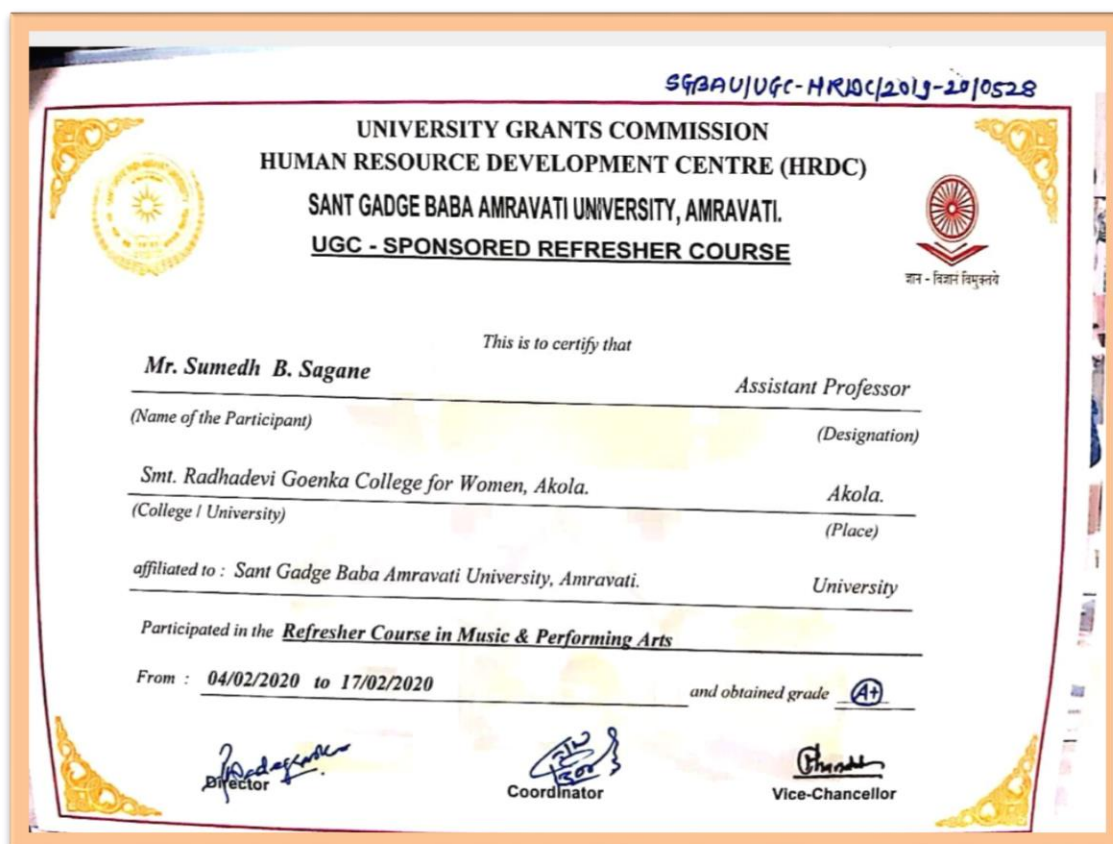 SGBAU/UGC-HRDC/2019-20/0528
UNIVERSITY GRANTS COMMISSION
HUMAN RESOURCE DEVELOPMENT CENTRE (HRDC)
SANT GADGE BABA AMRAVATI UNIVERSITY, AMRAVATI.
UGC - SPONSORED REFRESHER COURSE
ज्ञान - विज्ञानं विमुक्तये
This is to certify that
Mr. Sumedh B. Sagane Assistant Professor
(Name of the Participant) (Designation)
Smt. Radhadevi Goenka College for Women, Akola. Akola.
(College / University) (Place)
affiliated to : Sant Gadge Baba Amravati University, Amravati. University
Participated in the Refresher Course in Music & Performing Arts
From : 04/02/2020 to 17/02/2020 and obtained grade A+
Director Coordinator Vice-Chancellor